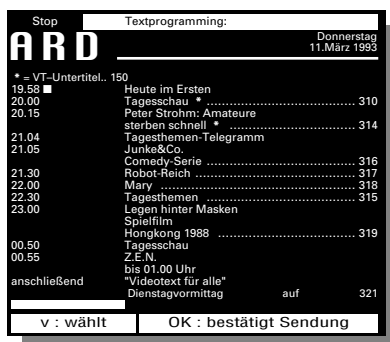 Stop Textprogramming:
ARD Donnerstag
11.März 1993
* = VT–Untertitel.. 150
19.58 ■ Heute im Ersten
20.00 Tagesschau * ........................................ 310
20.15 Peter Strohm: Amateure
sterben schnell * ................................. 314
21.04 Tagesthemen-Telegramm
21.05 Junke&Co.
Comedy-Serie ...................................... 316
21.30 Robot-Reich ........................................ 317
22.00 Mary .................................................. 318
22.30 Tagesthemen ...................................... 315
23.00 Legen hinter Masken
Spielfilm
Hongkong 1988 .................................... 319
00.50 Tagesschau
00.55 Z.E.N.
bis 01.00 Uhr
anschließend "Videotext für alle"
Dienstagvormittag auf 321
v : wählt OK : bestätigt Sendung